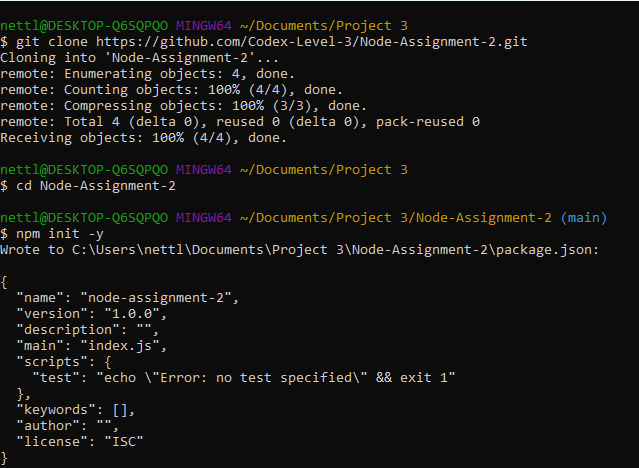 nettl@DESKTOP-Q6SQPQO MINGW64 ~/Documents/Project 3
$ git clone https://github.com/Codex-Level-3/Node-Assignment-2.git
Cloning into 'Node-Assignment-2'...
remote: Enumerating objects: 4, done.
remote: Counting objects: 100% (4/4), done.
remote: Compressing objects: 100% (3/3), done.
remote: Total 4 (delta 0), reused 0 (delta 0), pack-reused 0
Receiving objects: 100% (4/4), done.
nettl@DESKTOP-Q6SQPQO MINGW64 ~/Documents/Project 3
$ cd Node-Assignment-2
nettl@DESKTOP-Q6SQPQO MINGW64 ~/Documents/Project 3/Node-Assignment-2 (main)
$ npm init -y
Wrote to C:\Users\nettl\Documents\Project 3\Node-Assignment-2\package.json:
{
  "name": "node-assignment-2",
  "version": "1.0.0",
  "description": "",
  "main": "index.js",
  "scripts": {
    "test": "echo \"Error: no test specified\" && exit 1"
  },
  "keywords": [],
  "author": "",
  "license": "ISC"
}